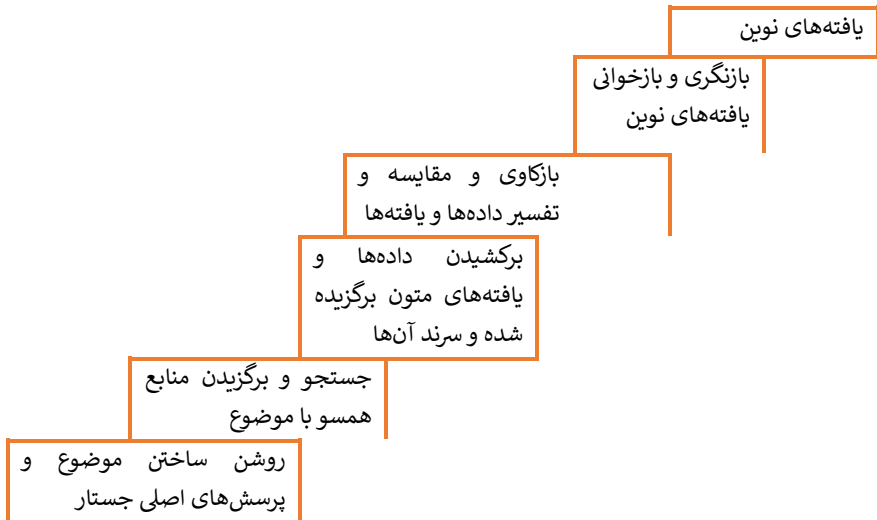 یافته‌های نوین
بازنگری و بازخوانی
یافته‌های نوین
بازکاوی و مقایسه و
تفسیر داده‌ها و یافته‌ها
برکشیدن داده‌ها و
یافته‌های متون برگزیده
شده و سرند آن‌ها
جستجو و برگزیدن منابع
همسو با موضوع
روشن ساختن موضوع و
پرسش‌های اصلی جستار